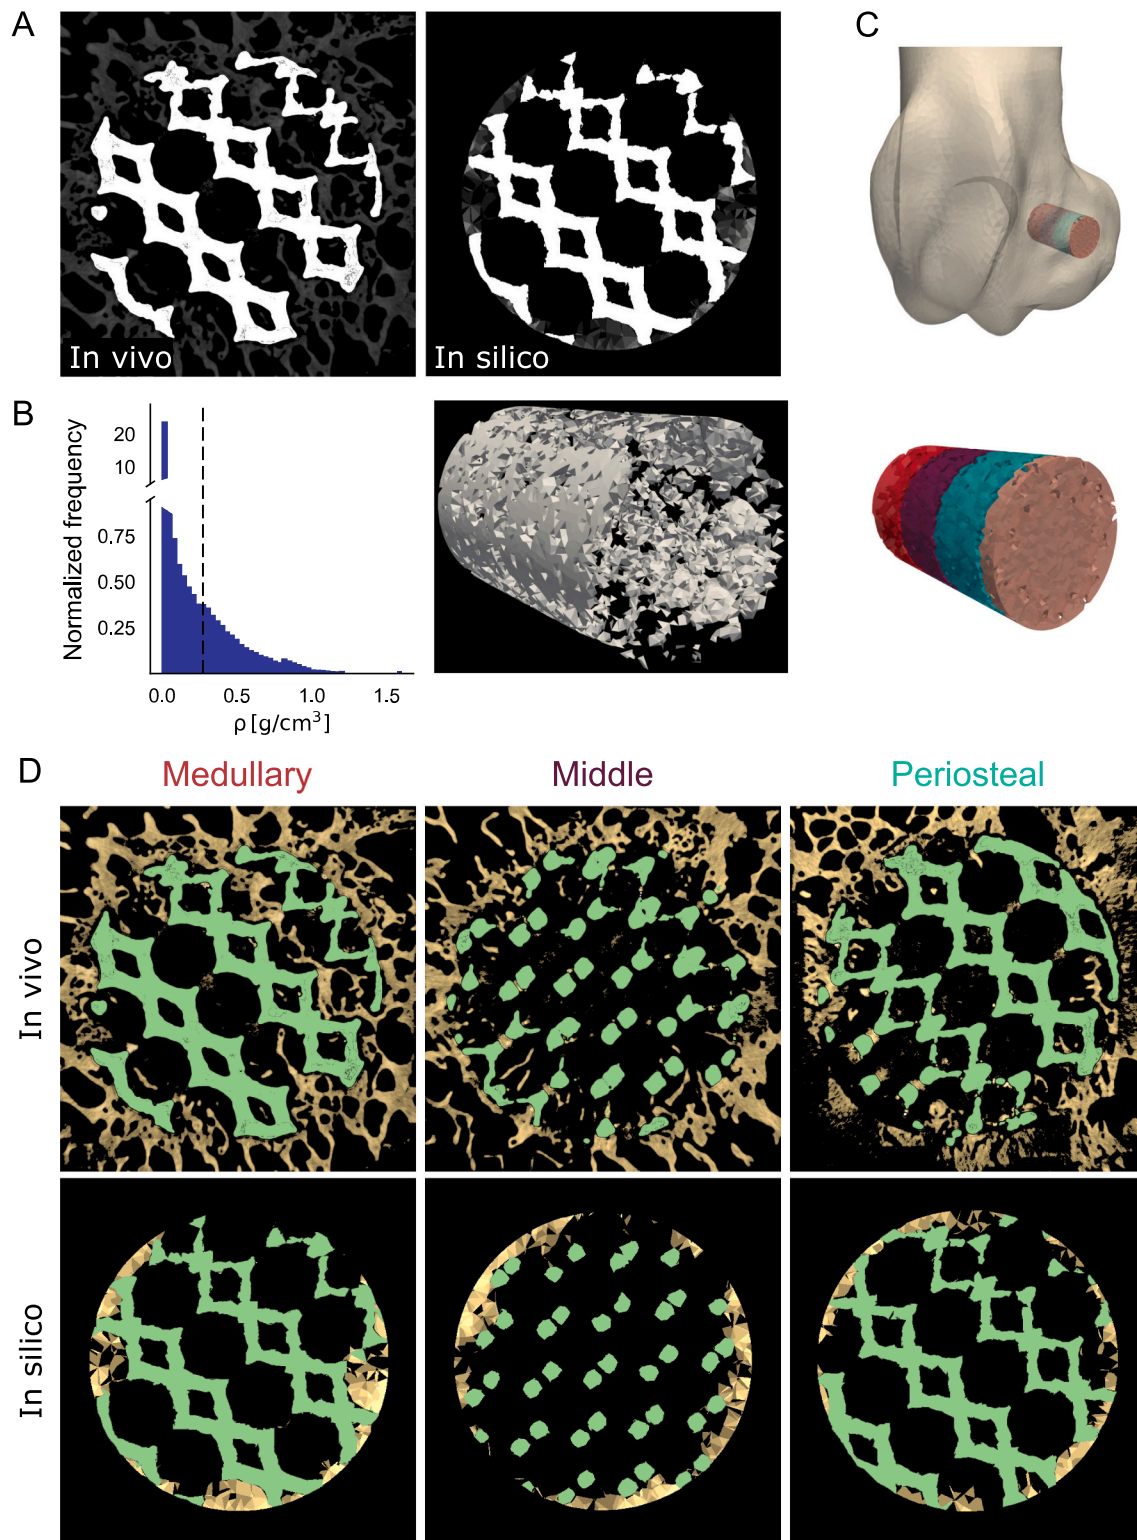 A
C
In vivo
In silico
B
Normalized frequency
20
10
0.75
0.50
0.25
0.0 0.5 1.0 1.5
ρ [g/cm³]
D
Medullary Middle Periosteal
In vivo
In silico